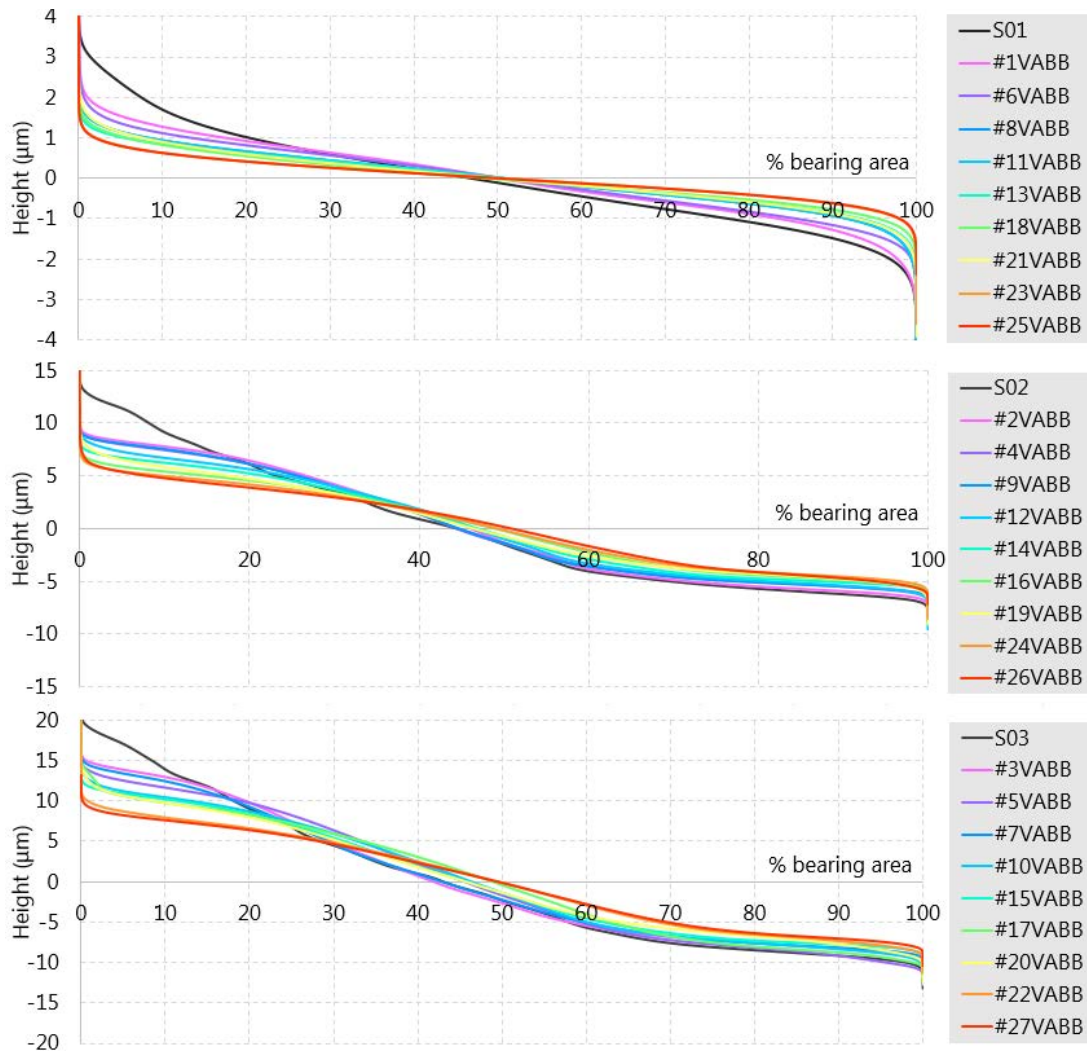 4
3
2
1
0
-1
-2
-3
-4
Height (µm)
% bearing area
0 10 20 30 40 50 60 70 80 90 100
S01
#1VABB
#6VABB
#8VABB
#11VABB
#13VABB
#18VABB
#21VABB
#23VABB
#25VABB
15
10
5
0
-5
-10
-15
Height (µm)
% bearing area
0 20 40 60 80 100
S02
#2VABB
#4VABB
#9VABB
#12VABB
#14VABB
#16VABB
#19VABB
#24VABB
#26VABB
20
15
10
5
0
-5
-10
-15
-20
Height (µm)
% bearing area
0 10 20 30 40 50 60 70 80 90 100
S03
#3VABB
#5VABB
#7VABB
#10VABB
#15VABB
#17VABB
#20VABB
#22VABB
#27VABB